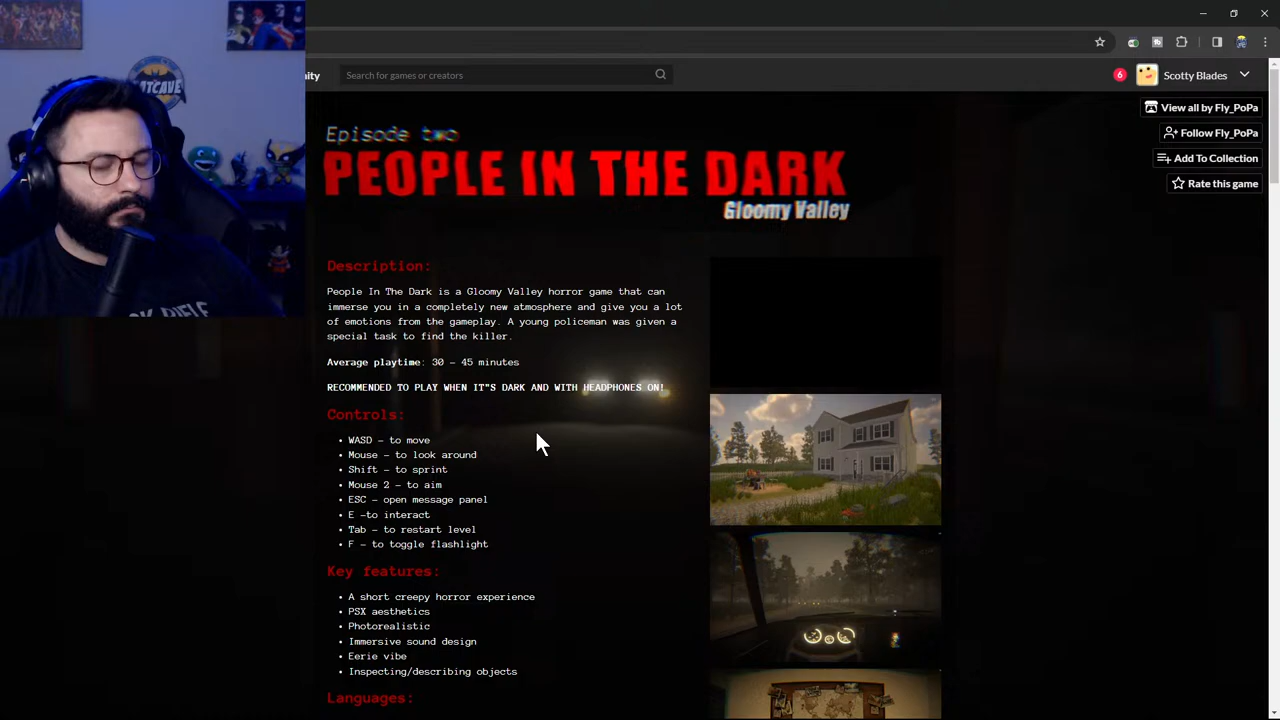 nity
Search for games or creators
6
Scotty Blades
View all by Fly_PoPa
Follow Fly_PoPa
Add To Collection
Rate this game
BATCAVE
Episode two
PEOPLE IN THE DARK
Gloomy Valley
Description:
People In The Dark is a Gloomy Valley horror game that can
immerse you in a completely new atmosphere and give you a lot
of emotions from the gameplay. A young policeman was given a
special task to find the killer.
Average playtime: 30 - 45 minutes
RECOMMENDED TO PLAY WHEN IT"S DARK AND WITH HEADPHONES ON!
Controls:
• WASD - to move
• Mouse - to look around
• Shift - to sprint
• Mouse 2 - to aim
• ESC - open message panel
• E -to interact
• Tab - to restart level
• F - to toggle flashlight
Key features:
• A short creepy horror experience
• PSX aesthetics
• Photorealistic
• Immersive sound design
• Eerie vibe
• Inspecting/describing objects
Languages: